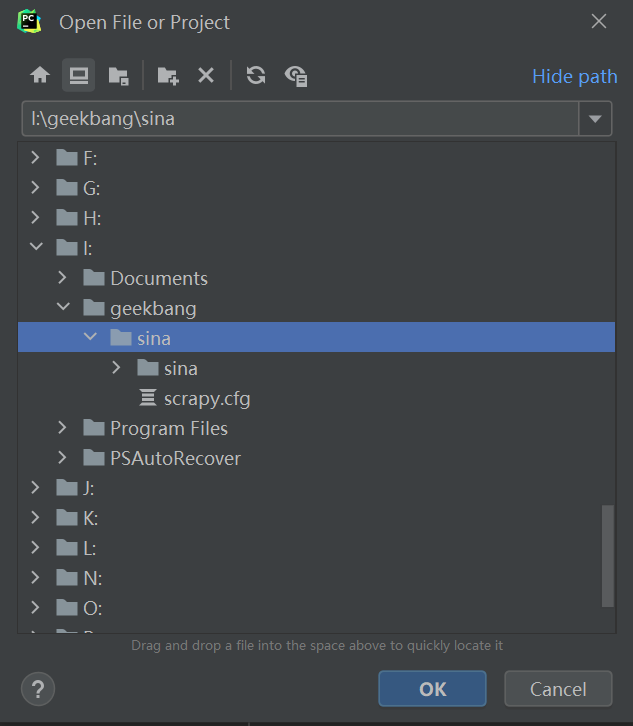 PC
Open File or Project
Hide path
I:\geekbang\sina
F:
G:
H:
I:
Documents
geekbang
sina
sina
scrapy.cfg
Program Files
PSAutoRecover
J:
K:
L:
N:
O:
Drag and drop a file into the space above to quickly locate it
?
OK
Cancel